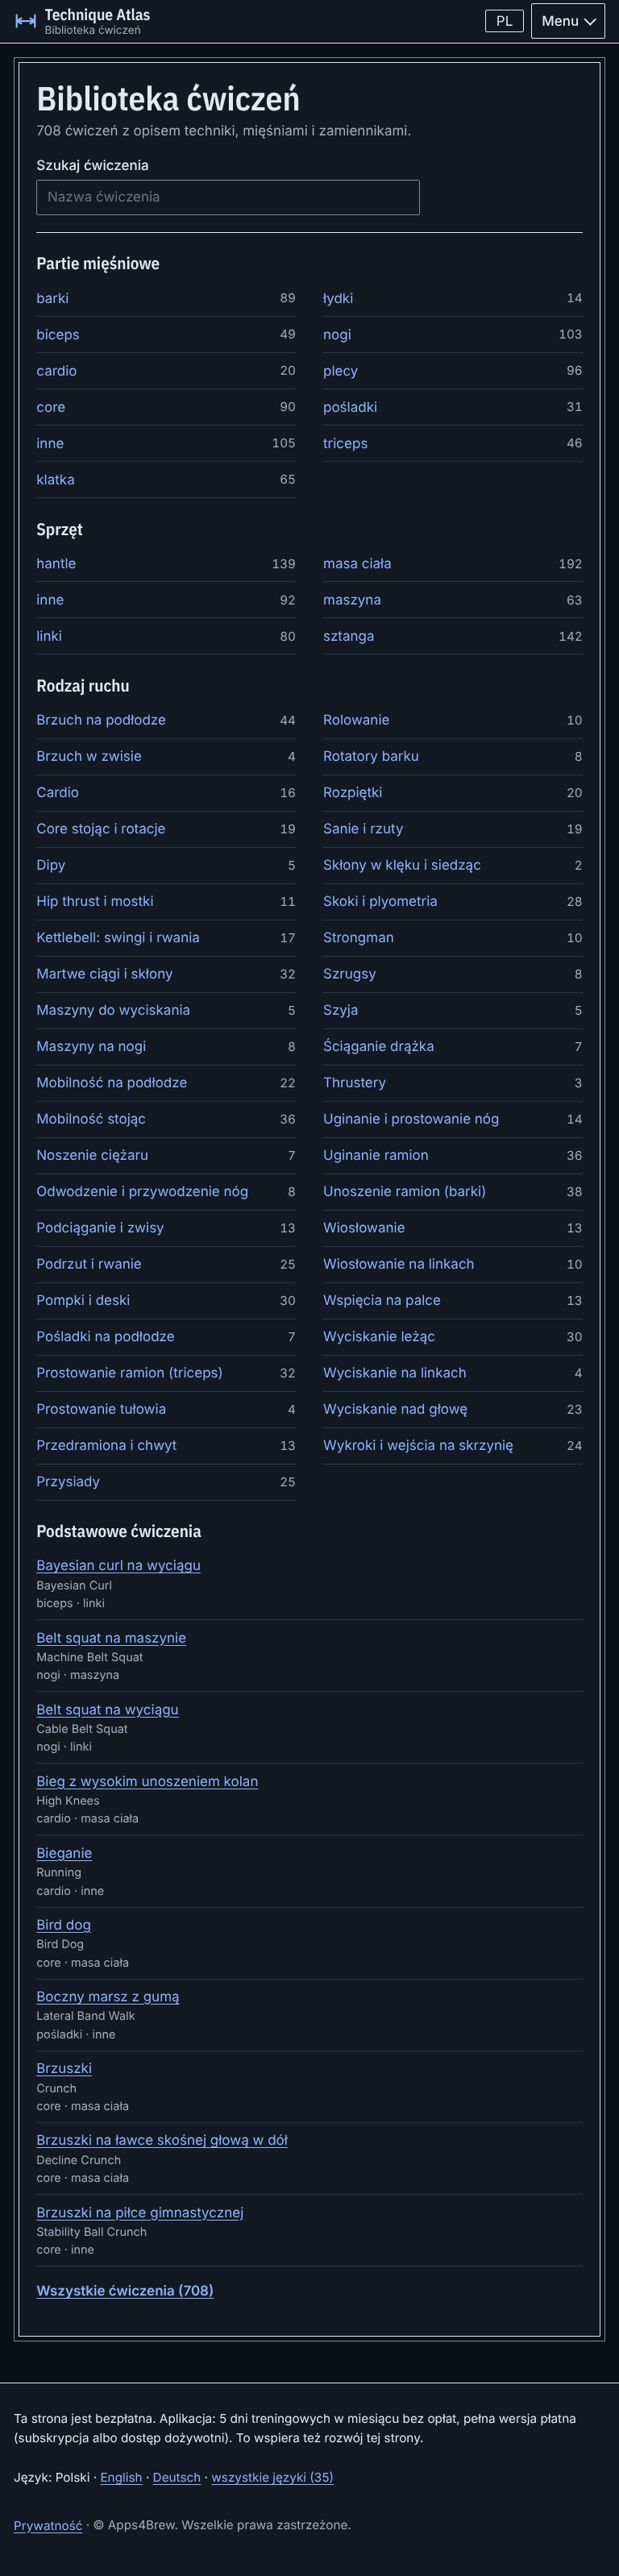 Technique Atlas
Biblioteka ćwiczeń
PL
Menu
Biblioteka ćwiczeń
708 ćwiczeń z opisem techniki, mięśniami i zamiennikami.
Szukaj ćwiczenia
Nazwa ćwiczenia
Partie mięśniowe
barki 89
biceps 49
cardio 20
core 90
inne 105
klatka 65
łydki 14
nogi 103
plecy 96
pośladki 31
triceps 46
Sprzęt
hantle 139
inne 92
linki 80
masa ciała 192
maszyna 63
sztanga 142
Rodzaj ruchu
Brzuch na podłodze 44
Brzuch w zwisie 4
Cardio 16
Core stojąc i rotacje 19
Dipy 5
Hip thrust i mostki 11
Kettlebell: swingi i rwania 17
Martwe ciągi i skłony 32
Maszyny do wyciskania 5
Maszyny na nogi 8
Mobilność na podłodze 22
Mobilność stojąc 36
Noszenie ciężaru 7
Odwodzenie i przywodzenie nóg 8
Podciąganie i zwisy 13
Podrzut i rwanie 25
Pompki i deski 30
Pośladki na podłodze 7
Prostowanie ramion (triceps) 32
Prostowanie tułowia 4
Przedramiona i chwyt 13
Przysiady 25
Rolowanie 10
Rotatory barku 8
Rozpiętki 20
Sanie i rzuty 19
Skłony w klęku i siedząc 2
Skoki i plyometria 28
Strongman 10
Szrugsy 8
Szyja 5
Ściąganie drążka 7
Thrustery 3
Uginanie i prostowanie nóg 14
Uginanie ramion 36
Unoszenie ramion (barki) 38
Wiosłowanie 13
Wiosłowanie na linkach 10
Wspięcia na palce 13
Wyciskanie leżąc 30
Wyciskanie na linkach 4
Wyciskanie nad głowę 23
Wykroki i wejścia na skrzynię 24
Podstawowe ćwiczenia
Bayesian curl na wyciągu
Bayesian Curl
biceps · linki
Belt squat na maszynie
Machine Belt Squat
nogi · maszyna
Belt squat na wyciągu
Cable Belt Squat
nogi · linki
Bieg z wysokim unoszeniem kolan
High Knees
cardio · masa ciała
Bieganie
Running
cardio · inne
Bird dog
Bird Dog
core · masa ciała
Boczny marsz z gumą
Lateral Band Walk
pośladki · inne
Brzuszki
Crunch
core · masa ciała
Brzuszki na ławce skośnej głową w dół
Decline Crunch
core · masa ciała
Brzuszki na piłce gimnastycznej
Stability Ball Crunch
core · inne
Wszystkie ćwiczenia (708)
Ta strona jest bezpłatna. Aplikacja: 5 dni treningowych w miesiącu bez opłat, pełna wersja płatna
(subskrypcja albo dostęp dożywotni). To wspiera też rozwój tej strony.
Język: Polski · English · Deutsch · wszystkie języki (35)
Prywatność · © Apps4Brew. Wszelkie prawa zastrzeżone.